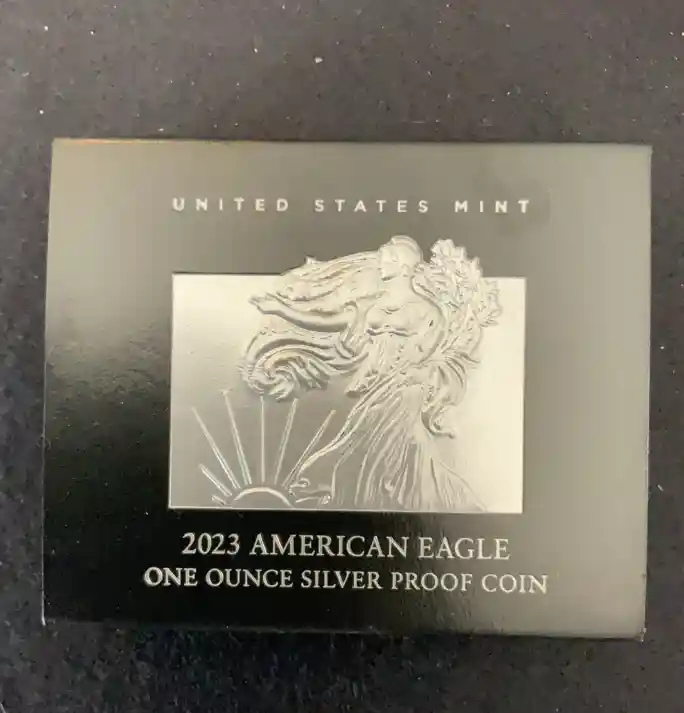 UNITED STATES MINT
2023 AMERICAN EAGLE
ONE OUNCE SILVER PROOF COIN